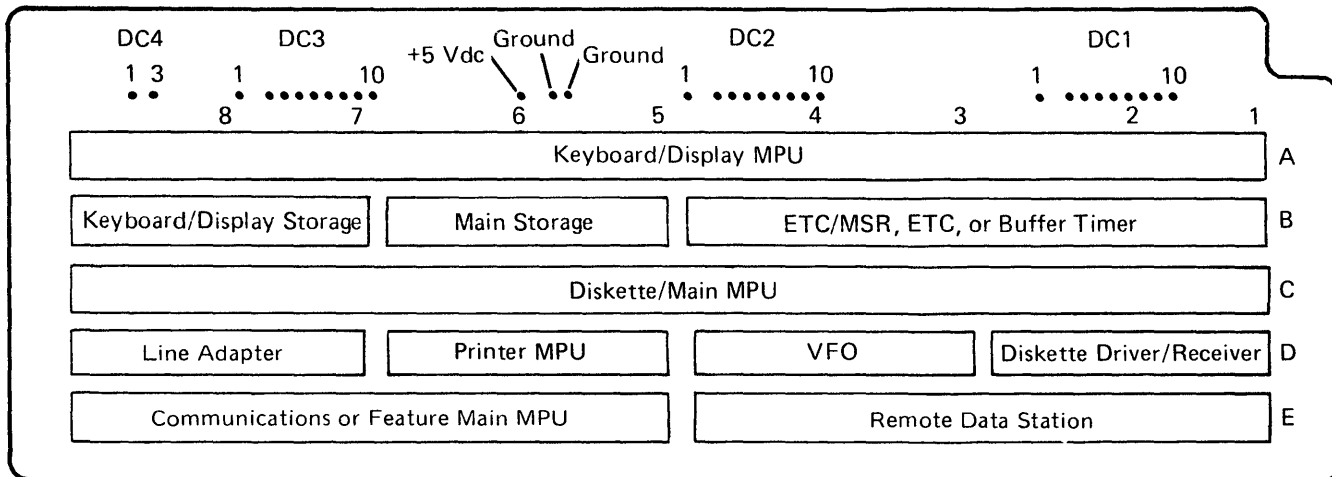 DC4 DC3 Ground DC2 DC1
+5 Vdc Ground
1 3 1 10 1 10 1 10
8 7 6 5 4 3 2 1
Keyboard/Display MPU A
Keyboard/Display Storage Main Storage ETC/MSR, ETC, or Buffer Timer B
Diskette/Main MPU C
Line Adapter Printer MPU VFO Diskette Driver/Receiver D
Communications or Feature Main MPU Remote Data Station E